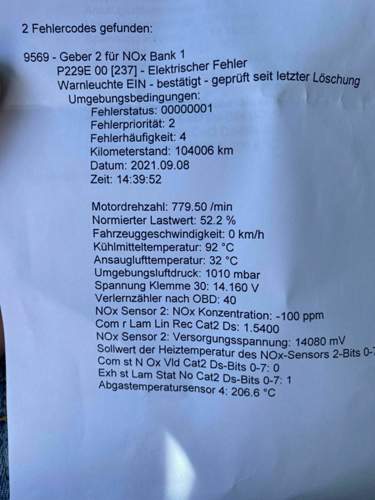 2 Fehlercodes gefunden:
9569 - Geber 2 für NOx Bank 1
P229E 00 [237] - Elektrischer Fehler
Warnleuchte EIN - bestätigt - geprüft seit letzter Löschung
Umgebungsbedingungen:
Fehlerstatus: 00000001
Fehlerpriorität: 2
Fehlerhäufigkeit: 4
Kilometerstand: 104006 km
Datum: 2021.09.08
Zeit: 14:39:52
Motordrehzahl: 779.50 /min
Normierter Lastwert: 52.2 %
Fahrzeuggeschwindigkeit: 0 km/h
Kühlmitteltemperatur: 92 °C
Ansauglufttemperatur: 32 °C
Umgebungsluftdruck: 1010 mbar
Spannung Klemme 30: 14.160 V
Verlernzähler nach OBD: 40
NOx Sensor 2: NOx Konzentration: -100 ppm
Com r Lam Lin Rec Cat2 Ds: 1.5400
NOx Sensor 2: Versorgungsspannung: 14080 mV
Sollwert der Heiztemperatur des NOx-Sensors 2-Bits 0-7
Com st N Ox Vld Cat2 Ds-Bits 0-7: 0
Exh st Lam Stat No Cat2 Ds-Bits 0-7: 1
Abgastemperatursensor 4: 206.6 °C